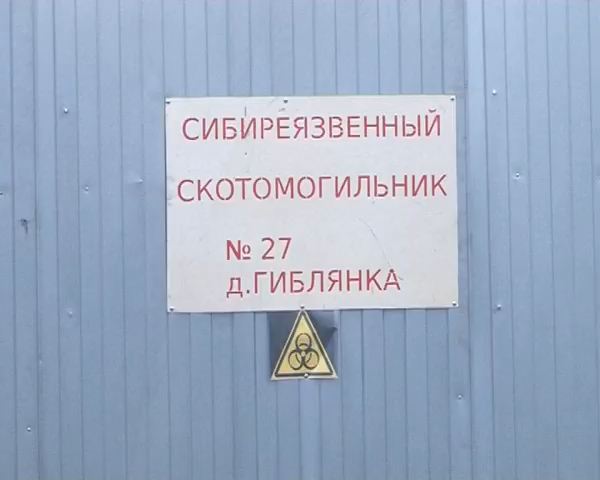 СИБИРЕЯЗВЕННЫЙ
СКОТОМОГИЛЬНИК
№ 27
д.ГИБЛЯНКА